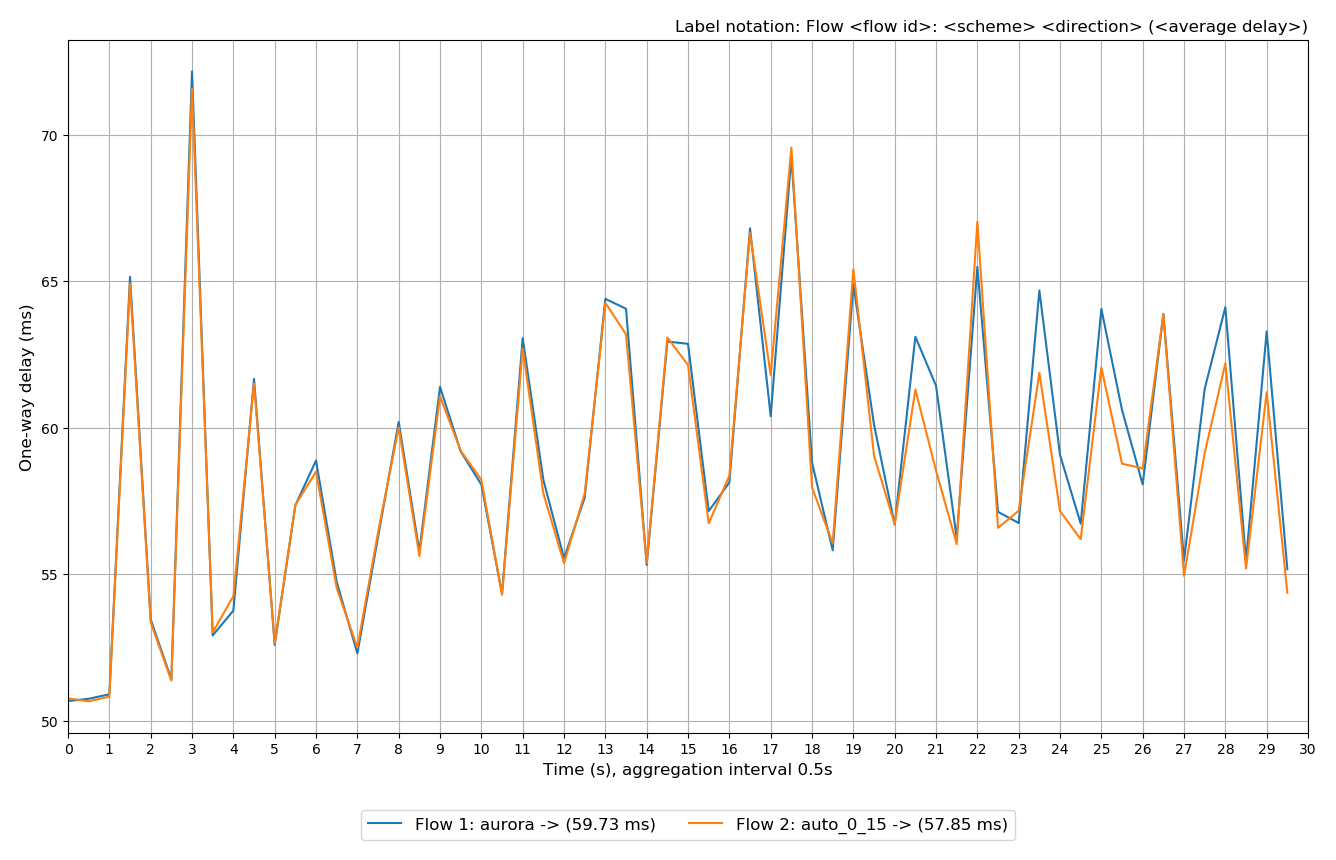 Label notation: Flow <flow id>: <scheme> <direction> (<average delay>)
One-way delay (ms)
70
65
60
55
50
0 1 2 3 4 5 6 7 8 9 10 11 12 13 14 15 16 17 18 19 20 21 22 23 24 25 26 27 28 29 30
Time (s), aggregation interval 0.5s
Flow 1: aurora -> (59.73 ms) Flow 2: auto_0_15 -> (57.85 ms)